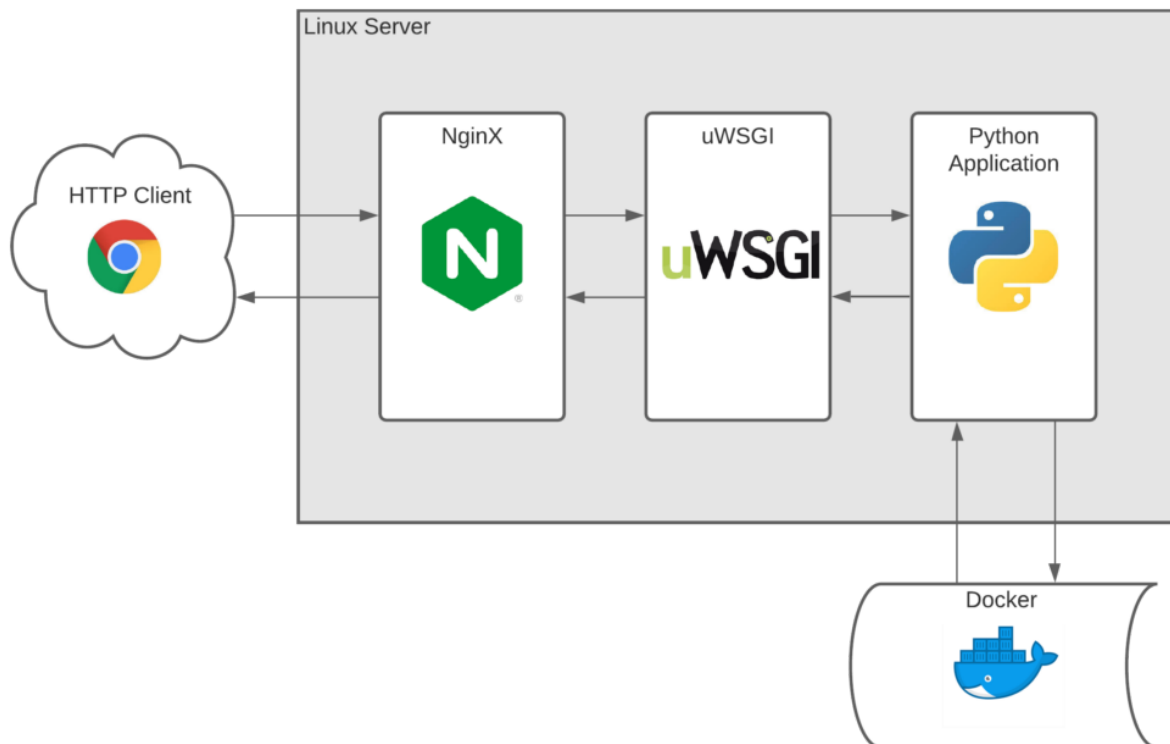 Linux Server
NginX
uWSGI
Python
Application
HTTP Client
N
®
uWSGI
Docker